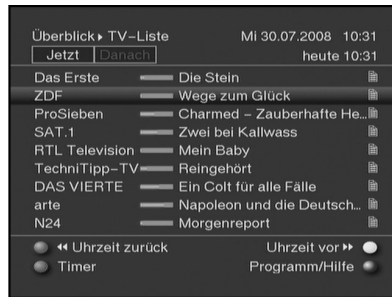 Überblick ▸ TV-Liste Mi 30.07.2008 10:31
Jetzt Danach heute 10:31
Das Erste Die Stein
ZDF Wege zum Glück
ProSieben Charmed - Zauberhafte He...
SAT.1 Zwei bei Kallwass
RTL Television Mein Baby
TechniTipp-TV Reingehört
DAS VIERTE Ein Colt für alle Fälle
arte Napoleon und die Deutsch...
N24 Morgenreport
◂◂ Uhrzeit zurück Uhrzeit vor ▸▸
Timer Programm/Hilfe